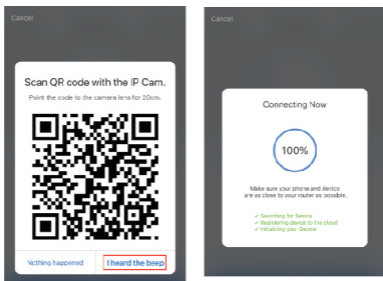 Cancel
Scan QR code with the IP Cam.
Point the code to the camera lens for 20cm.
Nothing happened
I heard the beep
Cancel
Connecting Now
100%
Make sure your phone and device
are as close to your router as possible.
✓ Searching for Device
✓ Registering device to the cloud
✓ Initializing your Device